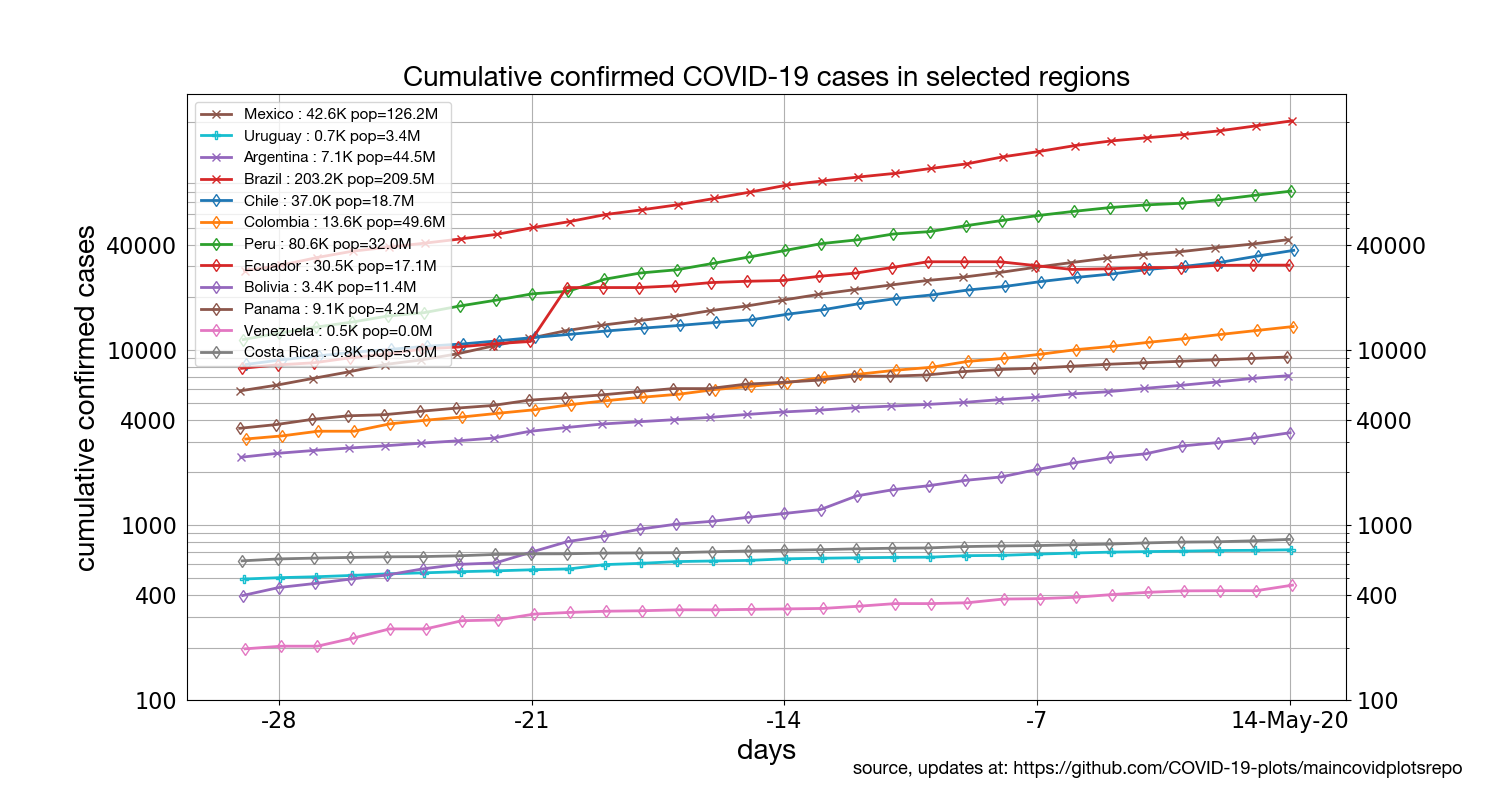 Cumulative confirmed COVID-19 cases in selected regions
Mexico : 42.6K pop=126.2M
Uruguay : 0.7K pop=3.4M
Argentina : 7.1K pop=44.5M
Brazil : 203.2K pop=209.5M
Chile : 37.0K pop=18.7M
Colombia : 13.6K pop=49.6M
Peru : 80.6K pop=32.0M
Ecuador : 30.5K pop=17.1M
Bolivia : 3.4K pop=11.4M
Panama : 9.1K pop=4.2M
Venezuela : 0.5K pop=0.0M
Costa Rica : 0.8K pop=5.0M
cumulative confirmed cases
40000
10000
4000
1000
400
100
40000
10000
4000
1000
400
100
-28
-21
-14
-7
14-May-20
days
source, updates at: https://github.com/COVID-19-plots/maincovidplotsrepo